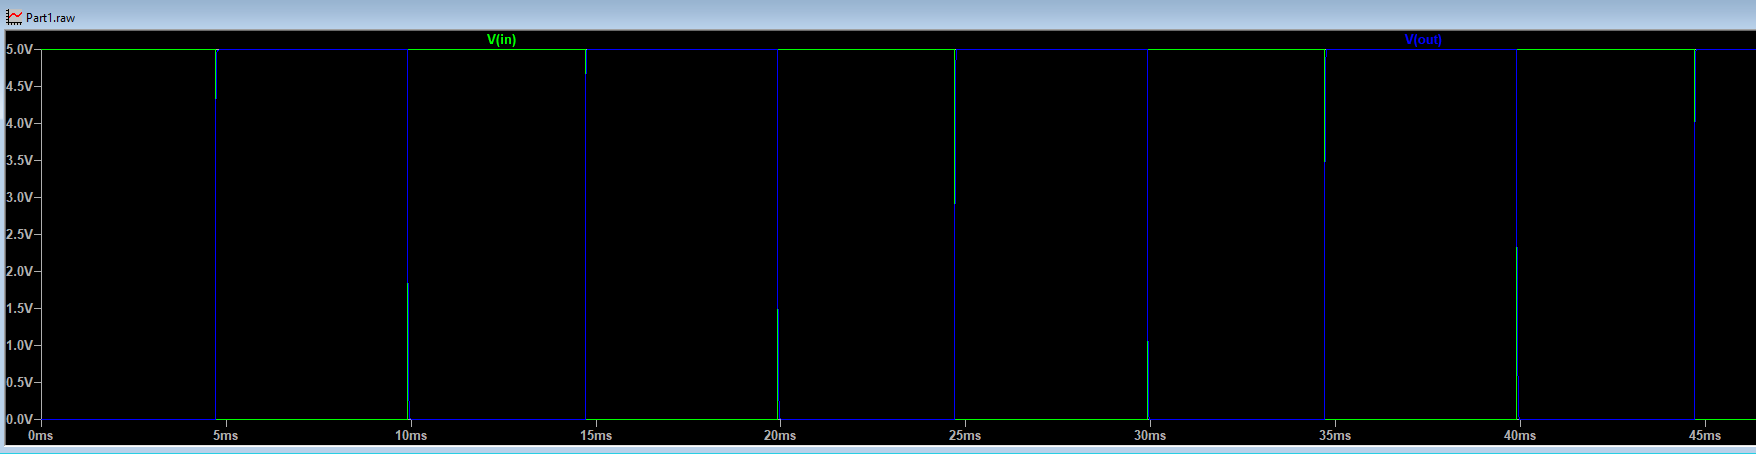 Part1.raw
V(in) V(out)
5.0V
4.5V
4.0V
3.5V
3.0V
2.5V
2.0V
1.5V
1.0V
0.5V
0.0V
0ms 5ms 10ms 15ms 20ms 25ms 30ms 35ms 40ms 45ms